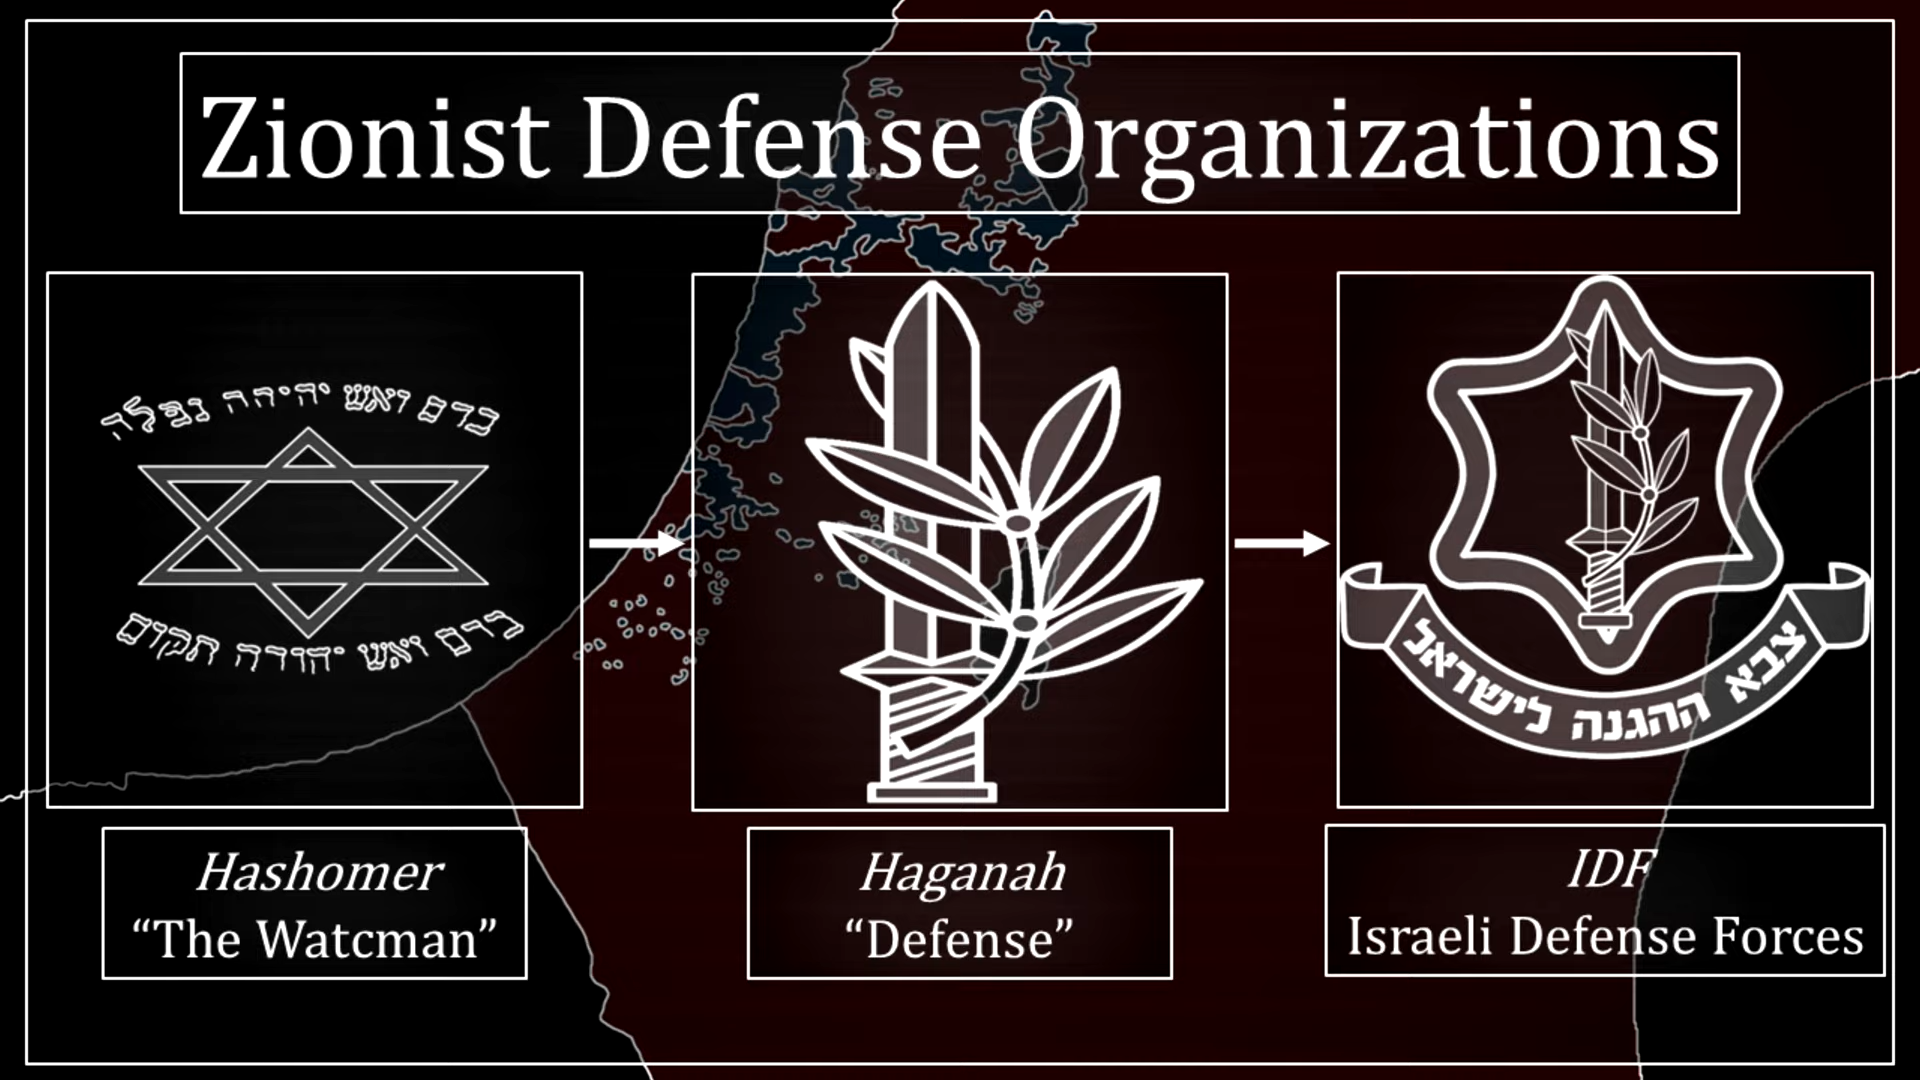 Zionist Defense Organizations
בדם ואש יהודה נפלה
בדם ואש יהודה תקום
צבא ההגנה לישראל
Hashomer
“The Watcman”
Haganah
“Defense”
IDF
Israeli Defense Forces